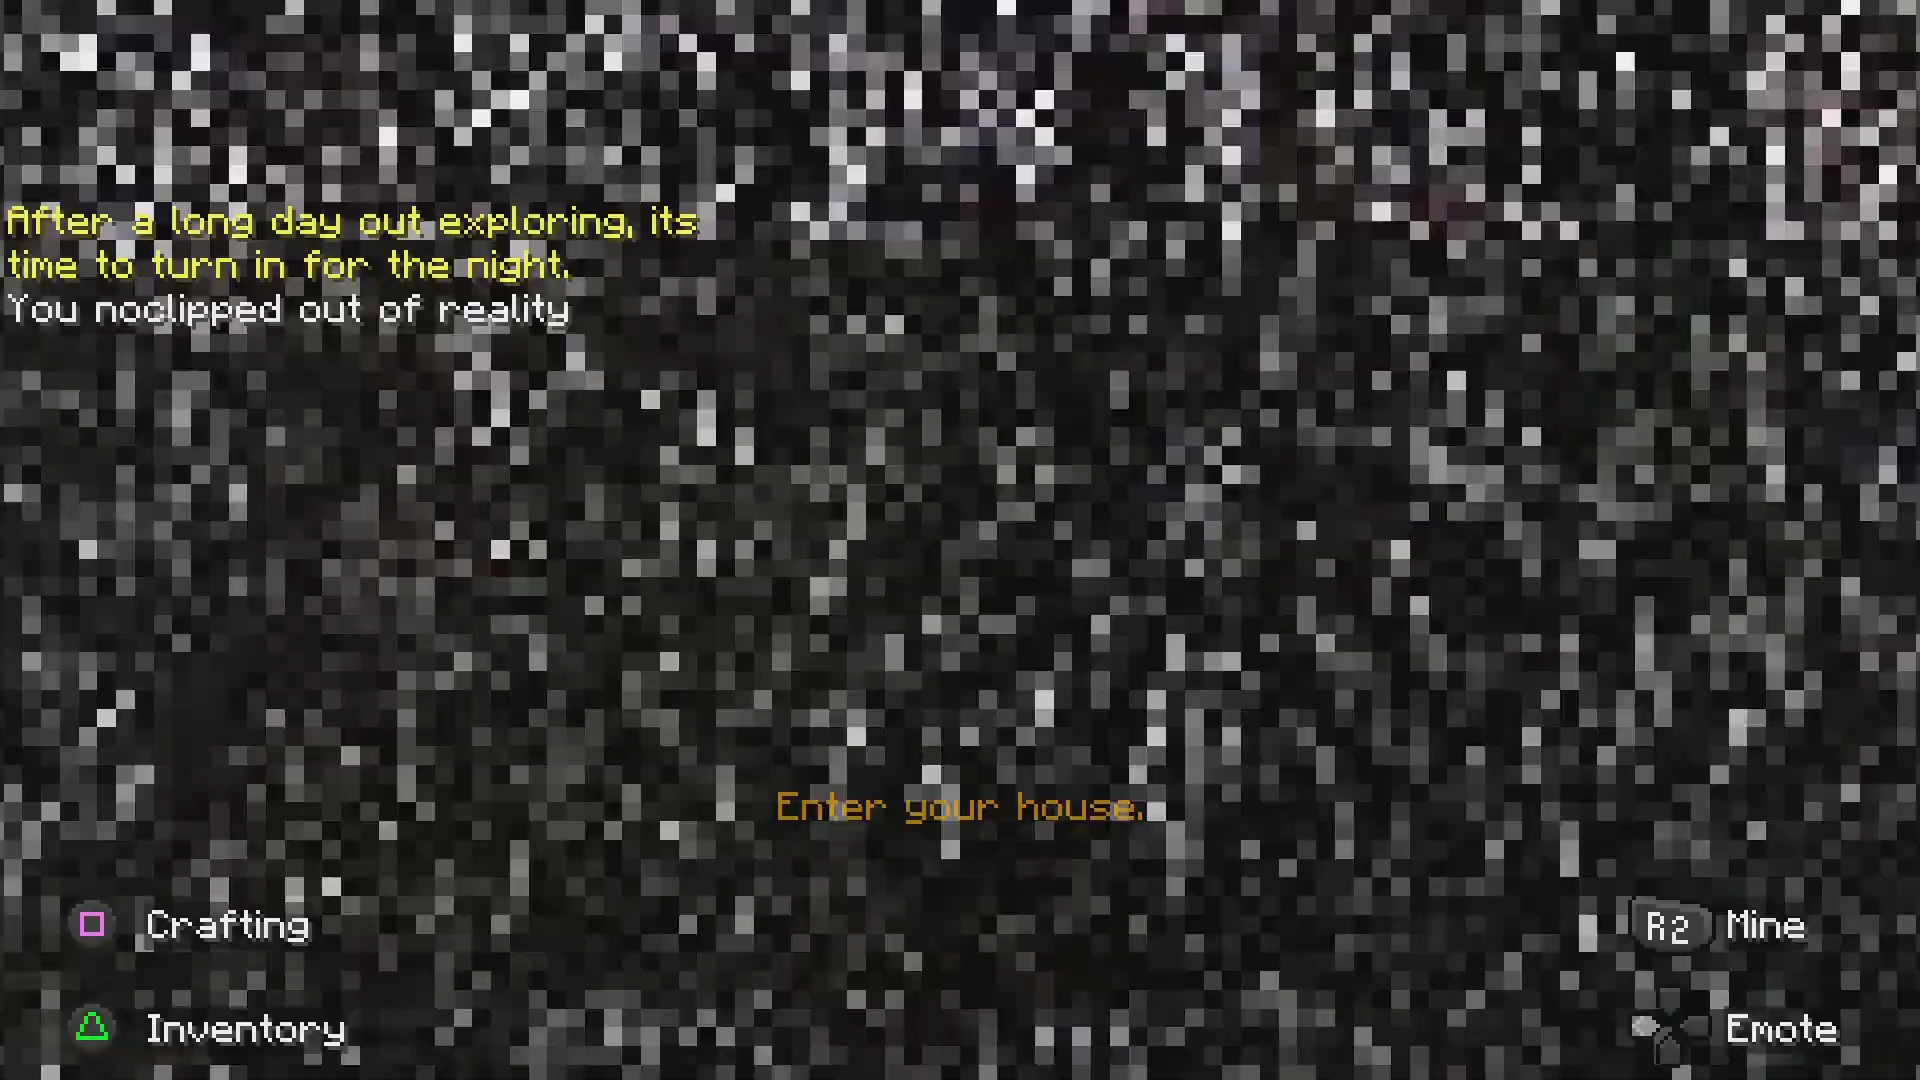 After a long day out exploring, its
time to turn in for the night.
You noclipped out of reality
Enter your house.
Crafting
R2 Mine
Inventory
Emote